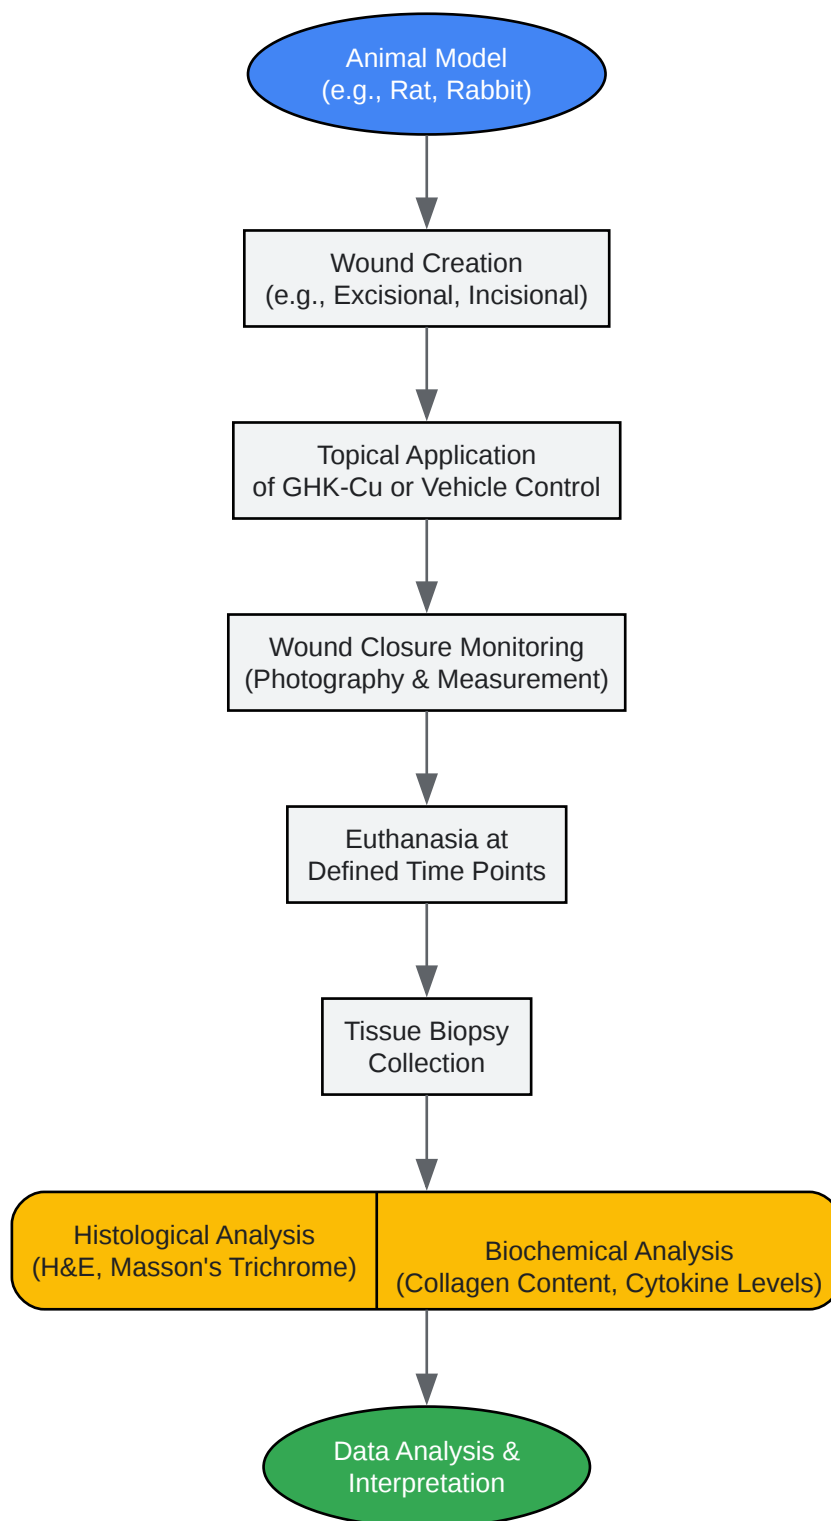 Animal Model
(e.g., Rat, Rabbit)
Wound Creation
(e.g., Excisional, Incisional)
Topical Application
of GHK-Cu or Vehicle Control
Wound Closure Monitoring
(Photography & Measurement)
Euthanasia at
Defined Time Points
Tissue Biopsy
Collection
Histological Analysis
(H&E, Masson's Trichrome)
Biochemical Analysis
(Collagen Content, Cytokine Levels)
Data Analysis &
Interpretation